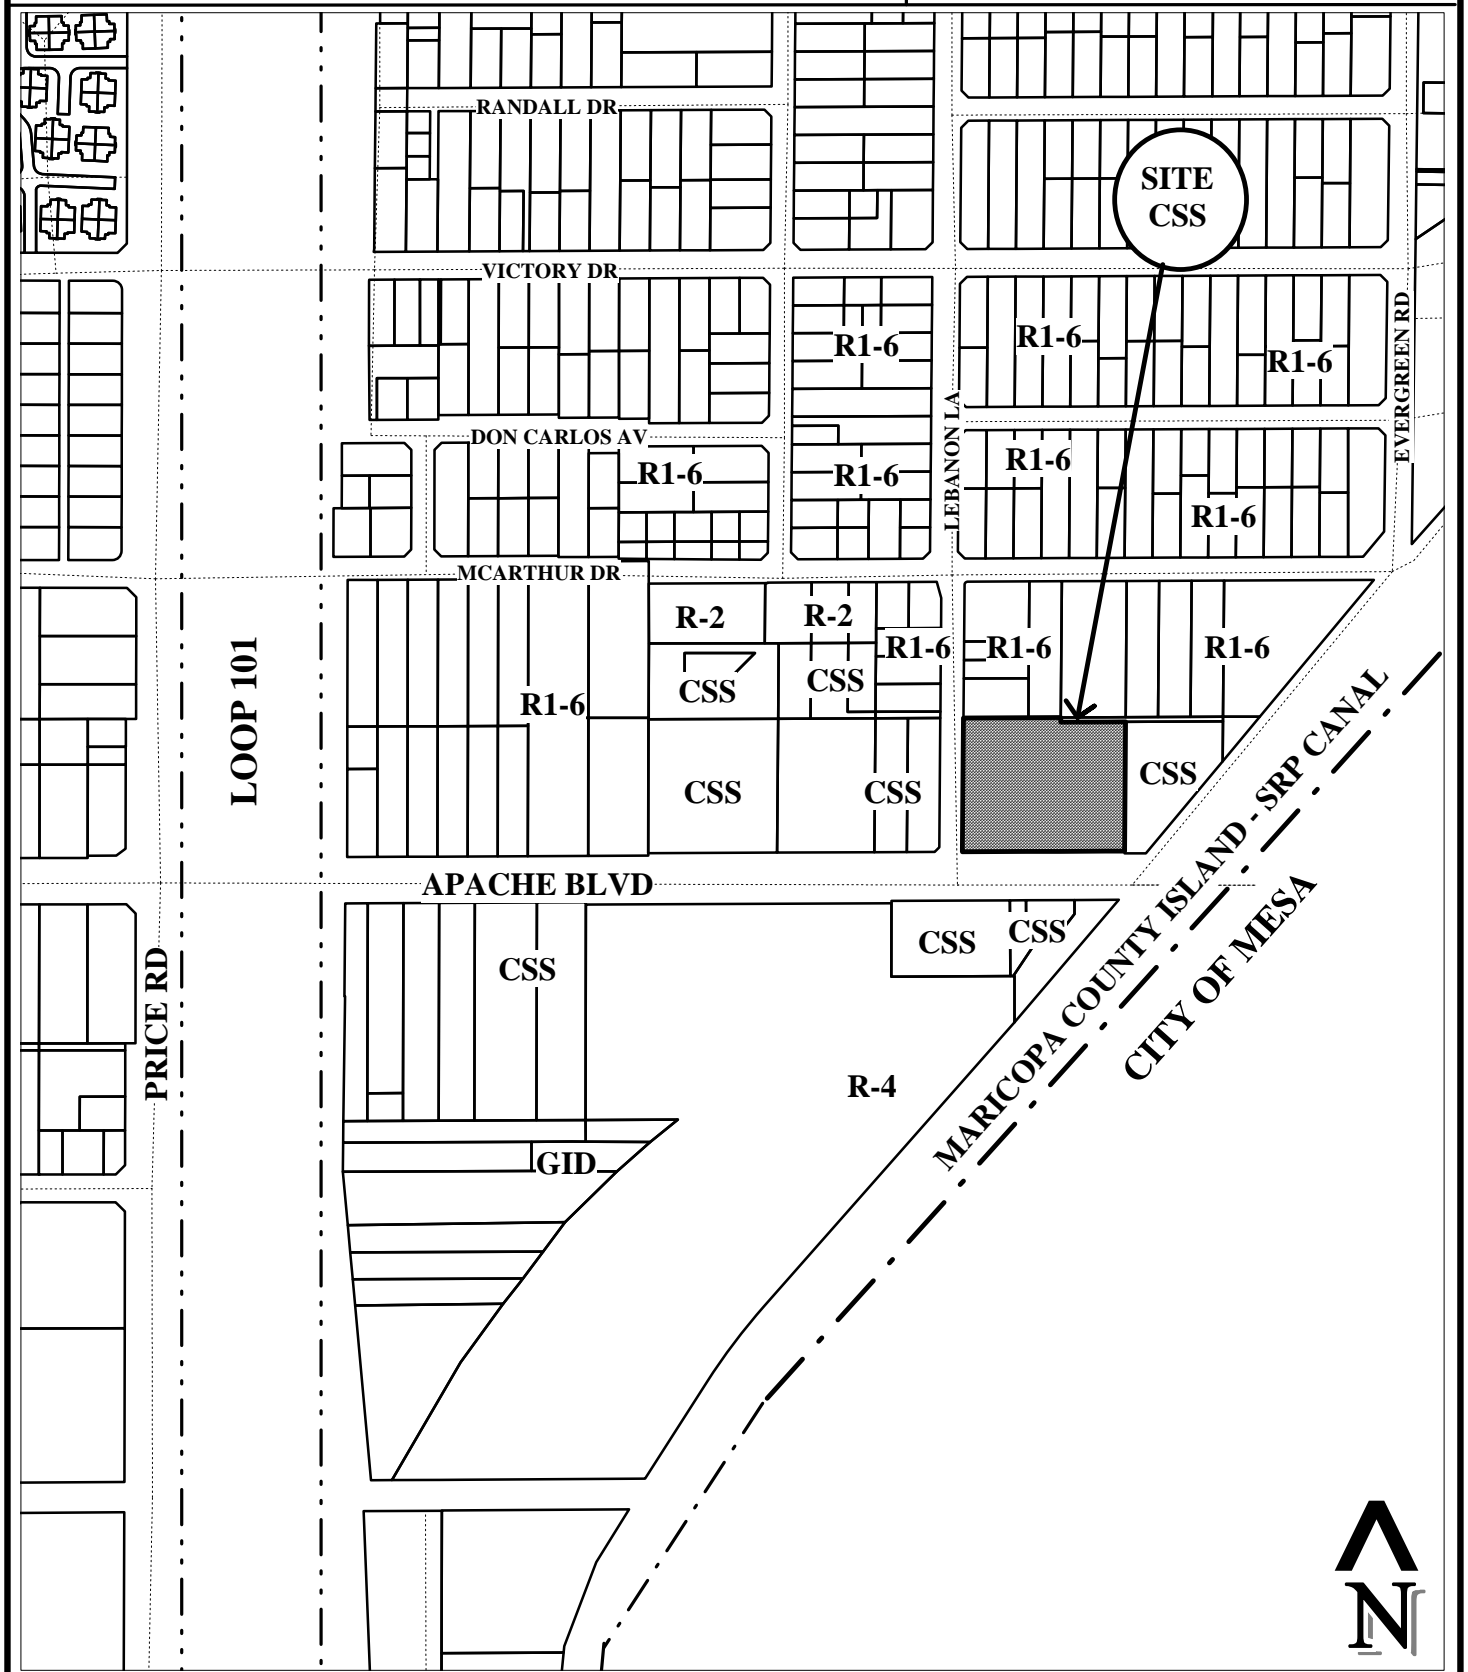 RANDALL DR
SITE
CSS
VICTORY DR
R1-6
R1-6
R1-6
EVERGREEN RD
LEBANON LA
DON CARLOS AV
R1-6
R1-6
R1-6
R1-6
MCARTHUR DR
R-2
R-2
R1-6
R1-6
R1-6
LOOP 101
CSS
CSS
R1-6
CSS
CSS
CSS
MARICOPA COUNTY ISLAND - SRP CANAL
CITY OF MESA
APACHE BLVD
CSS
CSS
CSS
PRICE RD
R-4
GID
N